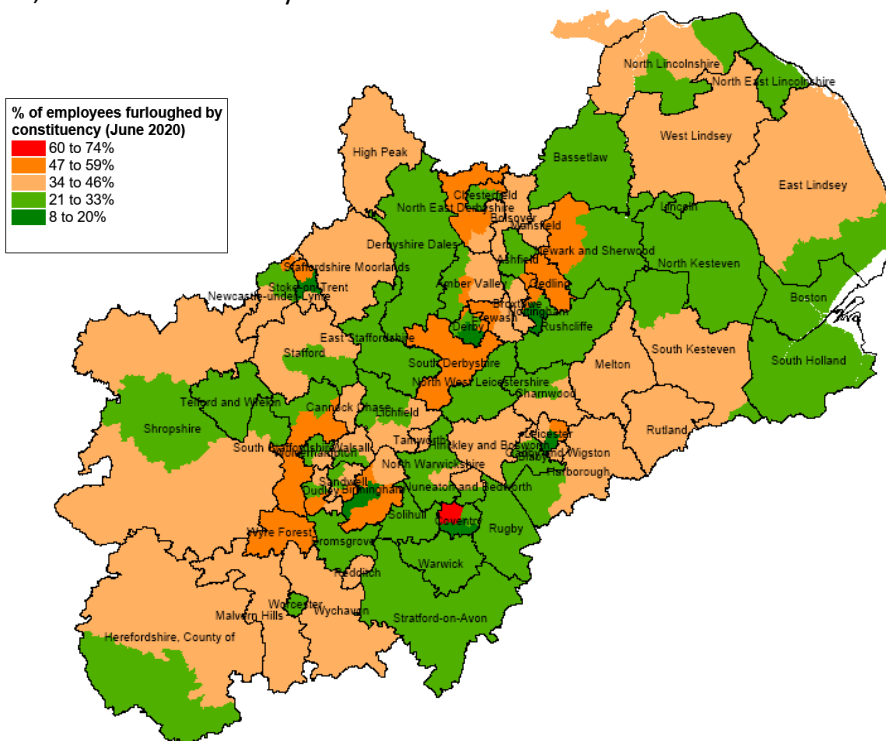 % of employees furloughed by
constituency (June 2020)
60 to 74%
47 to 59%
34 to 46%
21 to 33%
8 to 20%
North Lincolnshire
North East Lincolnshire
West Lindsey
High Peak
Bassetlaw
East Lindsey
Chesterfield
North East Derbyshire
Bolsover
Lincoln
Mansfield
Derbyshire Dales
Newark and Sherwood
Ashfield
North Kesteven
Staffordshire Moorlands
Amber Valley
Gedling
Stoke-on-Trent
Newcastle-under-Lyme
Boston
Broxtowe
Erewash
Nottingham
Derby
Rushcliffe
East Staffordshire
Stafford
South Kesteven
South Derbyshire
Melton
South Holland
North West Leicestershire
Charnwood
Telford and Wrekin
Cannock Chase
Lichfield
Rutland
Shropshire
Leicester
Tamworth
Hinckley and Bosworth
South Staffordshire
Walsall
Wolverhampton
Oadby and Wigston
Blaby
North Warwickshire
Harborough
Sandwell
Dudley
Birmingham
Nuneaton and Bedworth
Solihull
Coventry
Rugby
Wyre Forest
Bromsgrove
Warwick
Redditch
Worcester
Wychavon
Malvern Hills
Stratford-on-Avon
Herefordshire, County of